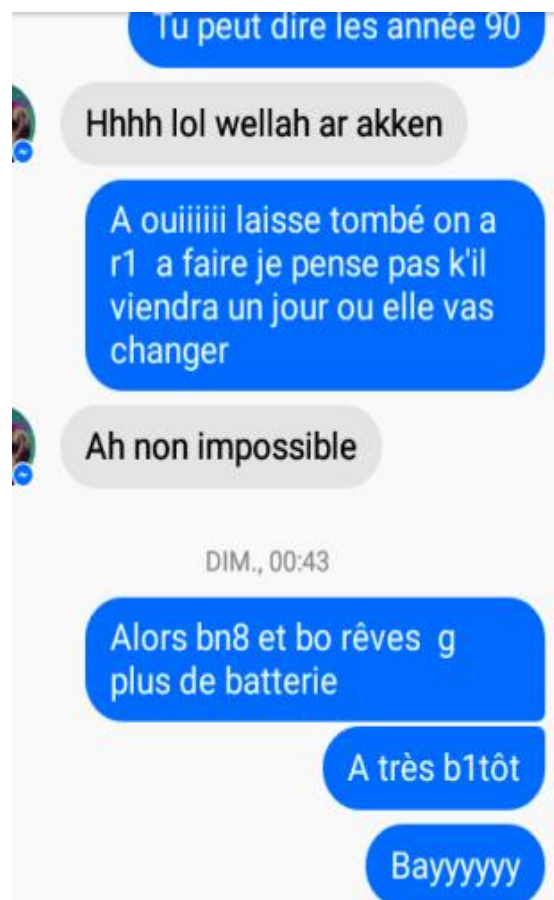 Tu peut dire les année 90
Hhhh lol wellah ar akken
A ouiiiiii laisse tombé on a
r1 a faire je pense pas k'il
viendra un jour ou elle vas
changer
Ah non impossible
DIM., 00:43
Alors bn8 et bo rêves g
plus de batterie
A très b1tôt
Bayyyyyy